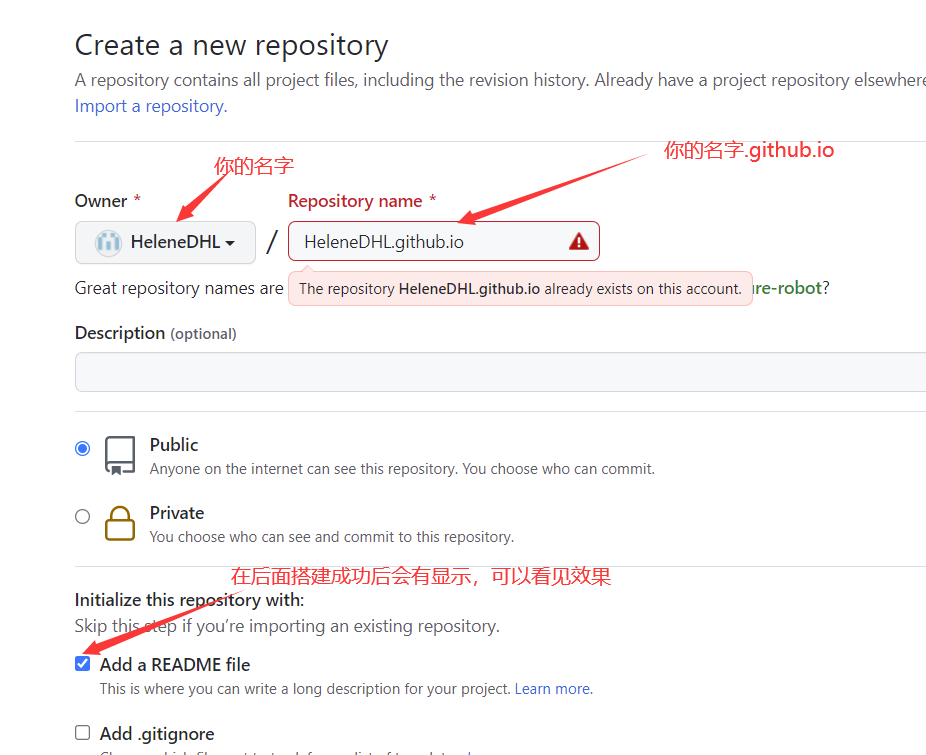 Create a new repository
A repository contains all project files, including the revision history. Already have a project repository elsewhere
Import a repository.
你的名字
你的名字.github.io
Owner *
Repository name *
HeleneDHL
/
HeleneDHL.github.io
Great repository names are
re-robot?
The repository HeleneDHL.github.io already exists on this account.
Description (optional)
Public
Anyone on the internet can see this repository. You choose who can commit.
Private
You choose who can see and commit to this repository.
在后面搭建成功后会有显示，可以看见效果
Initialize this repository with:
Skip this step if you’re importing an existing repository.
Add a README file
This is where you can write a long description for your project. Learn more.
Add .gitignore